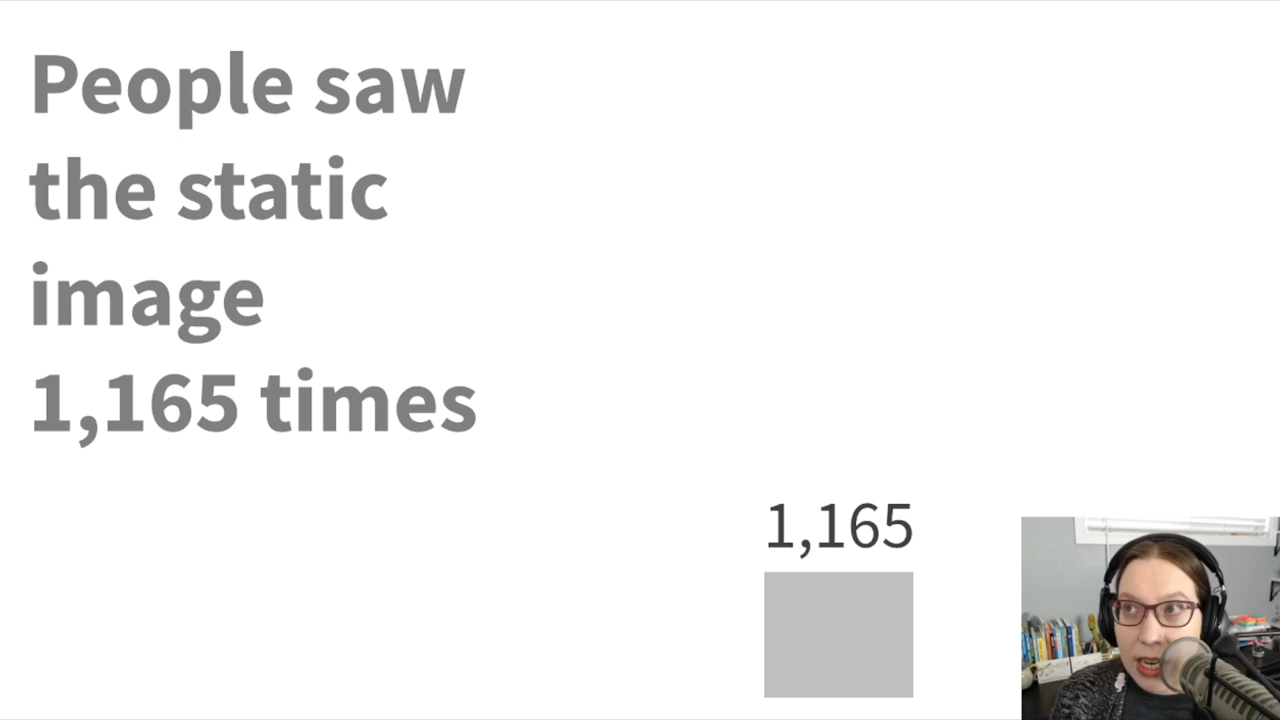 People saw
the static
image
1,165 times
1,165